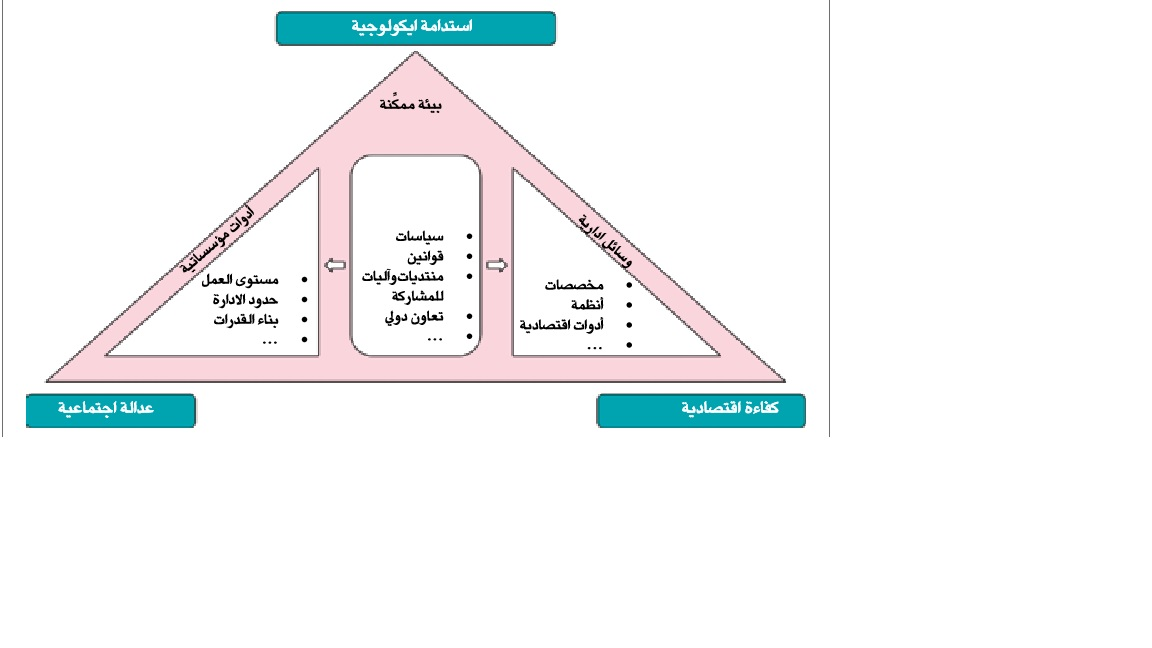 استدامة ايكولوجية
بيئة ممكّنة
وسائل ادارية
• مخصصات
• أنظمة
• أدوات اقتصادية
• ...
• سياسات
• قوانين
• منتديات وآليات
للمشاركة
• تعاون دولي
• ...
أدوات مؤسساتية
• مستوى العمل
• حدود الادارة
• بناء القدرات
• ...
كفاءة اقتصادية
عدالة اجتماعية